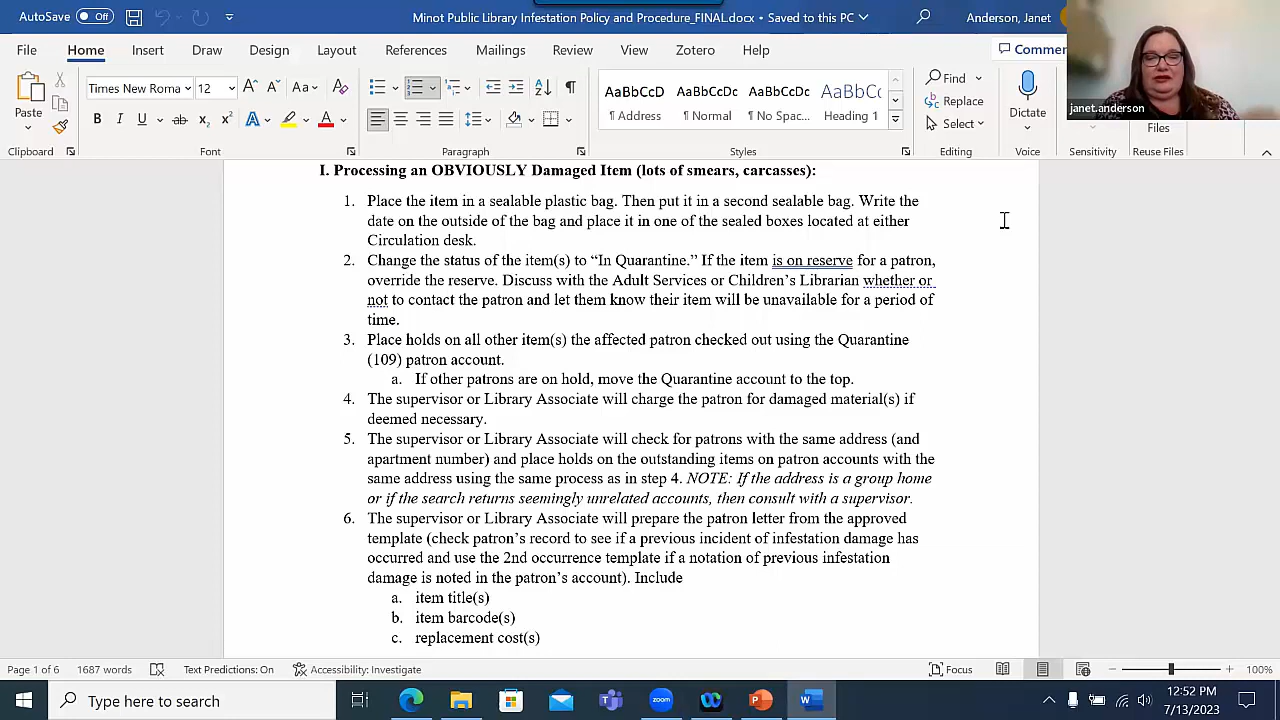 AutoSave Off Minot Public Library Infestation Policy and Procedure_FINAL.docx • Saved to this PC Anderson, Janet
File Home Insert Draw Design Layout References Mailings Review View Zotero Help Commer
Paste Times New Roma 12 Aa AaBbCcD AaBbCcDc AaBbCcDc AaBbCc Find Replace Select Dictate janet.anderson
B I U ab x₂ x² A A ¶ Address ¶ Normal ¶ No Spac... Heading 1 Files
Clipboard Font Paragraph Styles Editing Voice Sensitivity Reuse Files
I. Processing an OBVIOUSLY Damaged Item (lots of smears, carcasses):
1. Place the item in a sealable plastic bag. Then put it in a second sealable bag. Write the
date on the outside of the bag and place it in one of the sealed boxes located at either
Circulation desk.
2. Change the status of the item(s) to “In Quarantine.” If the item is on reserve for a patron,
override the reserve. Discuss with the Adult Services or Children’s Librarian whether or
not to contact the patron and let them know their item will be unavailable for a period of
time.
3. Place holds on all other item(s) the affected patron checked out using the Quarantine
(109) patron account.
a. If other patrons are on hold, move the Quarantine account to the top.
4. The supervisor or Library Associate will charge the patron for damaged material(s) if
deemed necessary.
5. The supervisor or Library Associate will check for patrons with the same address (and
apartment number) and place holds on the outstanding items on patron accounts with the
same address using the same process as in step 4. NOTE: If the address is a group home
or if the search returns seemingly unrelated accounts, then consult with a supervisor.
6. The supervisor or Library Associate will prepare the patron letter from the approved
template (check patron’s record to see if a previous incident of infestation damage has
occurred and use the 2nd occurrence template if a notation of previous infestation
damage is noted in the patron’s account). Include
a. item title(s)
b. item barcode(s)
c. replacement cost(s)
Page 1 of 6 1687 words Text Predictions: On Accessibility: Investigate Focus 100%
Type here to search zoom 12:52 PM
7/13/2023